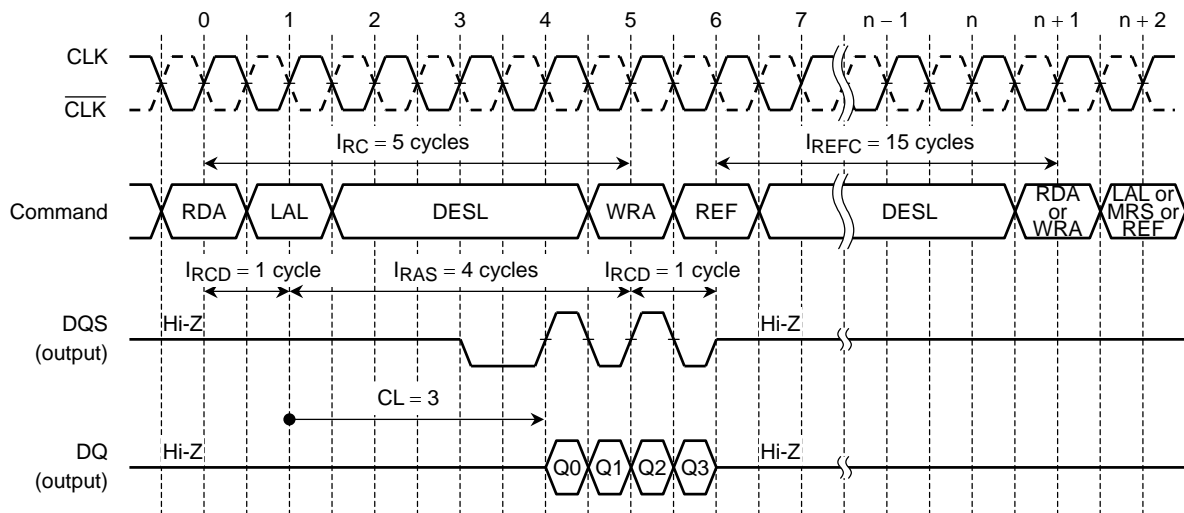 0 1 2 3 4 5 6 7 n − 1 n n + 1 n + 2
CLK
CLK
IRC = 5 cycles
IREFC = 15 cycles
Command
RDA
LAL
DESL
WRA
REF
DESL
RDA
or
WRA
LAL or
MRS or
REF
IRCD = 1 cycle
IRAS = 4 cycles
IRCD = 1 cycle
DQS
(output)
Hi-Z
Hi-Z
CL = 3
DQ
(output)
Hi-Z
Q0 Q1 Q2 Q3
Hi-Z